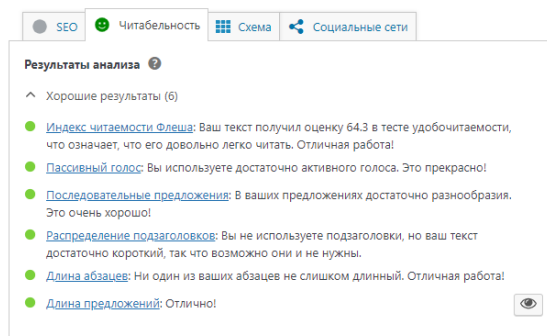 SEO Читабельность Схема Социальные сети
Результаты анализа ?
Хорошие результаты (6)
Индекс читаемости Флеша: Ваш текст получил оценку 64.3 в тесте удобочитаемости,
что означает, что его довольно легко читать. Отличная работа!
Пассивный голос: Вы используете достаточно активного голоса. Это прекрасно!
Последовательные предложения: В ваших предложениях достаточно разнообразия.
Это очень хорошо!
Распределение подзаголовков: Вы не используете подзаголовки, но ваш текст
достаточно короткий, так что возможно они и не нужны.
Длина абзацев: Ни один из ваших абзацев не слишком длинный. Отличная работа!
Длина предложений: Отлично!